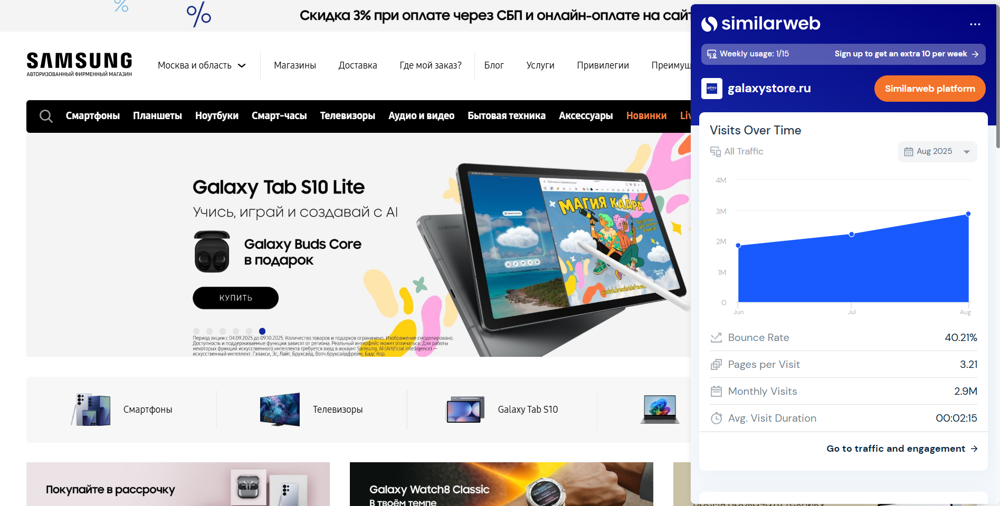 Скидка 3% при оплате через СБП и онлайн-оплате на сайт
SAMSUNG
АВТОРИЗОВАННЫЙ ФИРМЕННЫЙ МАГАЗИН
Москва и область
Магазины
Доставка
Где мой заказ?
Блог
Услуги
Привилегии
Преимущ
Смартфоны
Планшеты
Ноутбуки
Смарт-часы
Телевизоры
Аудио и видео
Бытовая техника
Аксессуары
Новинки
Liv
Galaxy Tab S10 Lite
Учись, играй и создавай с AI
Galaxy Buds Core
в подарок
КУПИТЬ
SAMSUNG
МАГИЯ КАДРА
Период акции с 04.09.2025 до 09.10.2025. Количество товаров и подарков ограничено. Изображение смоделировано.
Доступность и поддерживаемые функции зависят от региона. Реальный интерфейс может отличаться. Для работы
некоторых функций искусственного интеллекта требуется вход в аккаунт Samsung. AI (Artificial intelligence) —
искусственный интеллект. Гэлакси, Эс, Лайт, Бруксайд, Вотч.бруксайдфрейм, Бадс Кор.
Смартфоны
Телевизоры
Galaxy Tab S10
Покупайте в рассрочку
Galaxy Watch8 Classic
В твоём темпе
similarweb
Weekly usage: 1/15
Sign up to get an extra 10 per week
galaxystore.ru
Similarweb platform
Visits Over Time
All Traffic
Aug 2025
4M
3M
2M
1M
0
Jun
Jul
Aug
Bounce Rate
40.21%
Pages per Visit
3.21
Monthly Visits
2.9M
Avg. Visit Duration
00:02:15
Go to traffic and engagement